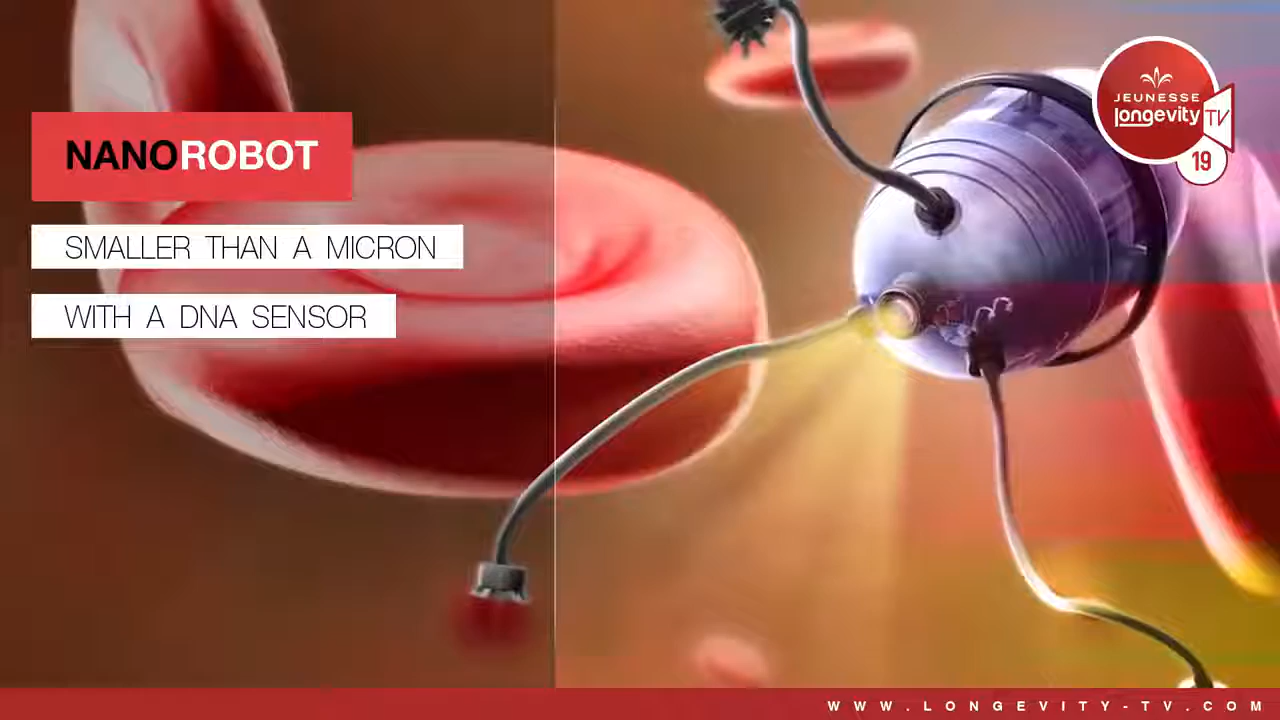 NANOROBOT
SMALLER THAN A MICRON
WITH A DNA SENSOR
JEUNESSE
longevity TV
19
WWW.LONGEVITY-TV.COM